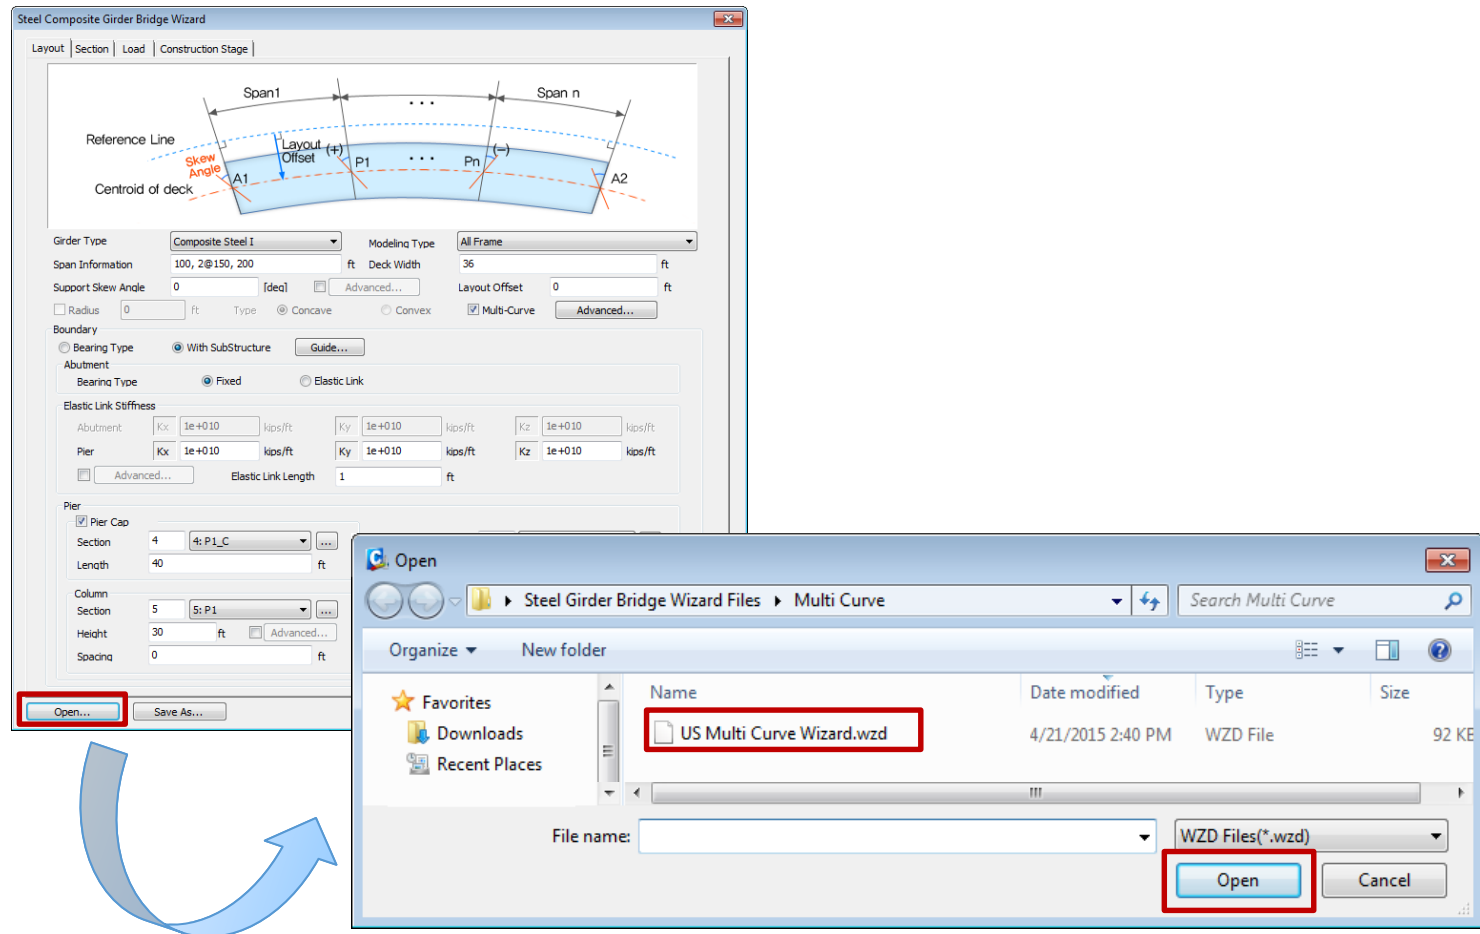 Steel Composite Girder Bridge Wizard
Layout Section Load Construction Stage
Span1 ... Span n
Reference Line
Skew Angle
Layout Offset
(+) P1 ... Pn (-)
Centroid of deck
A1
A2
Girder Type Composite Steel I Modeling Type All Frame
Span Information 100, 2@150, 200 ft Deck Width 36 ft
Support Skew Angle 0 [deg] Advanced... Layout Offset 0 ft
Radius 0 ft Type Concave Convex Multi-Curve Advanced...
Boundary
Bearing Type With SubStructure Guide...
Abutment
Bearing Type Fixed Elastic Link
Elastic Link Stiffness
Abutment Kx 1e+010 kips/ft Ky 1e+010 kips/ft Kz 1e+010 kips/ft
Pier Kx 1e+010 kips/ft Ky 1e+010 kips/ft Kz 1e+010 kips/ft
Advanced... Elastic Link Length 1 ft
Pier
Pier Cap
Section 4 4: P1_C ...
Length 40 ft
Column
Section 5 5: P1 ...
Height 30 ft Advanced...
Spacing 0 ft
Open... Save As...
Open
Steel Girder Bridge Wizard Files Multi Curve Search Multi Curve
Organize New folder
Favorites
Downloads
Recent Places
Name Date modified Type Size
US Multi Curve Wizard.wzd 4/21/2015 2:40 PM WZD File 92 KB
File name: WZD Files(*.wzd)
Open Cancel